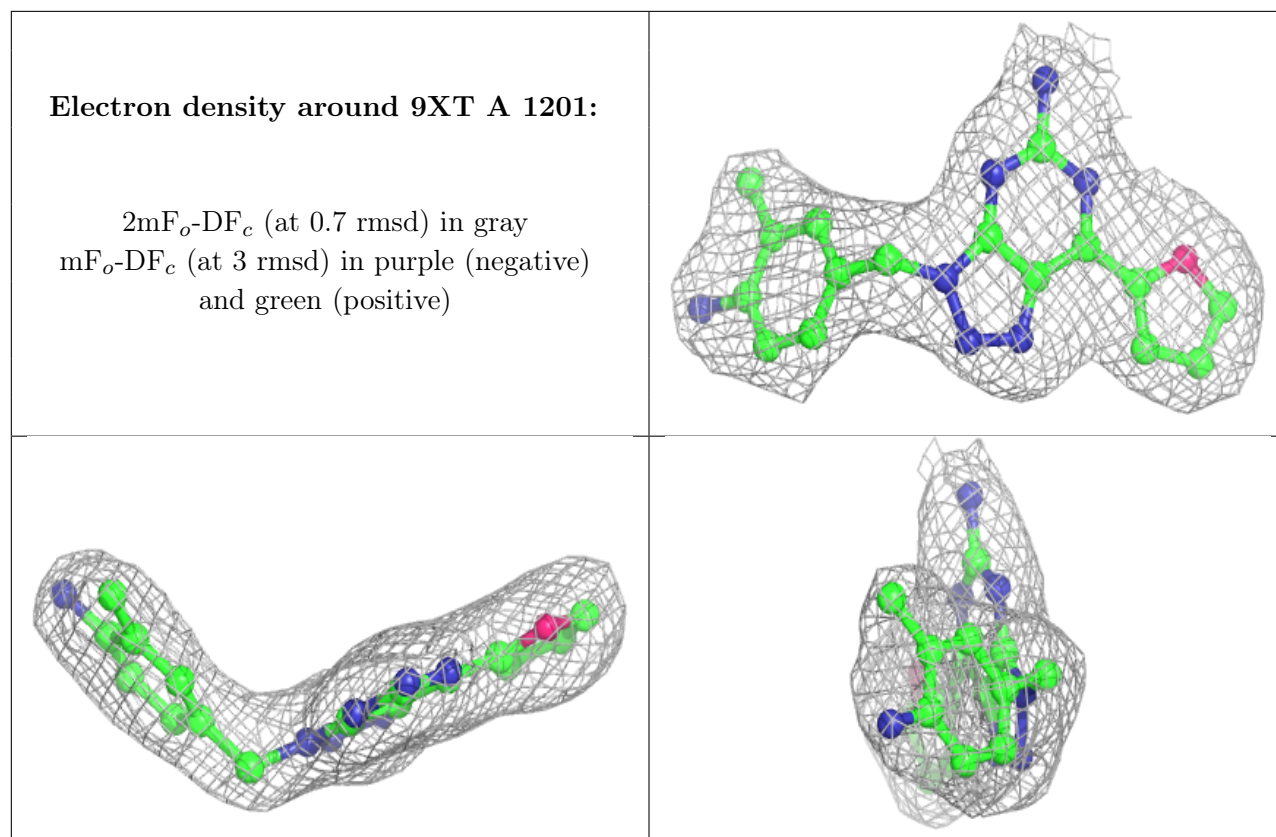 Electron density around 9XT A 1201:
2mFo-DFc (at 0.7 rmsd) in gray
mFo-DFc (at 3 rmsd) in purple (negative)
and green (positive)